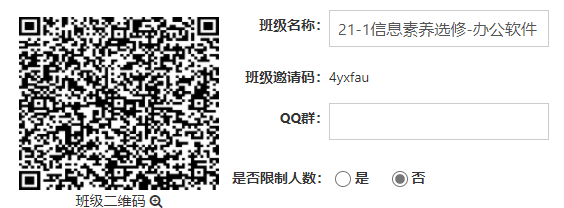 班级名称： 21-1信息素养选修-办公软件
班级邀请码： 4yxfau
QQ群：
是否限制人数： 是 否
班级二维码